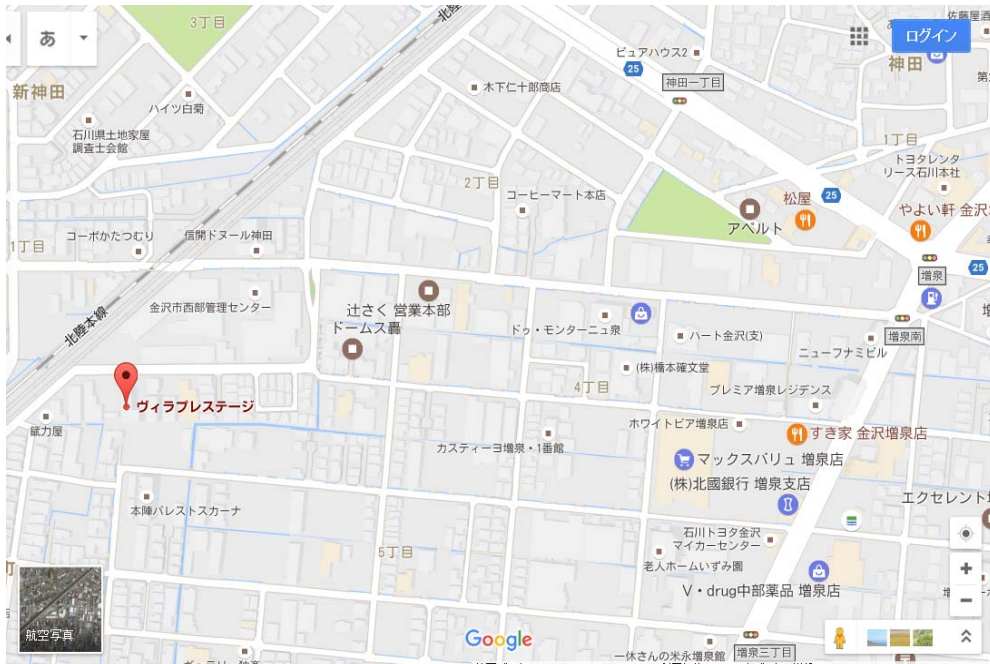 3丁目
北陸
佐藤屋酒
あ
ログイン
ピュアハウス2
25
神田
神田一丁目
新神田
木下仁十郎商店
ハイツ白菊
石川県土地家屋
調査士会館
1丁目
トヨタレンタ
リース石川本社
2丁目
コーヒーマート本店
松屋
25
やよい軒 金沢
アペルト
コーポかたつむり
信開ドヌール神田
1丁目
増泉
25
金沢市西部管理センター
辻さく 営業本部
ドームス轟
北陸本線
ドゥ・モンターニュ泉
ハート金沢(支)
増泉南
ニューフナミビル
(株)橋本確文堂
4丁目
プレミア増泉レジデンス
ヴィラプレステージ
鉱力屋
ホワイトピア増泉店
すき家 金沢増泉店
カスティーヨ増泉・1番館
マックスバリュ 増泉店
(株)北國銀行 増泉支店
エクセレント
本陣パレストスカーナ
石川トヨタ金沢
マイカーセンター
5丁目
老人ホームいずみ園
町
V・drug中部薬品 増泉店
航空写真
Google
一休さんの米永増泉館
増泉三丁目